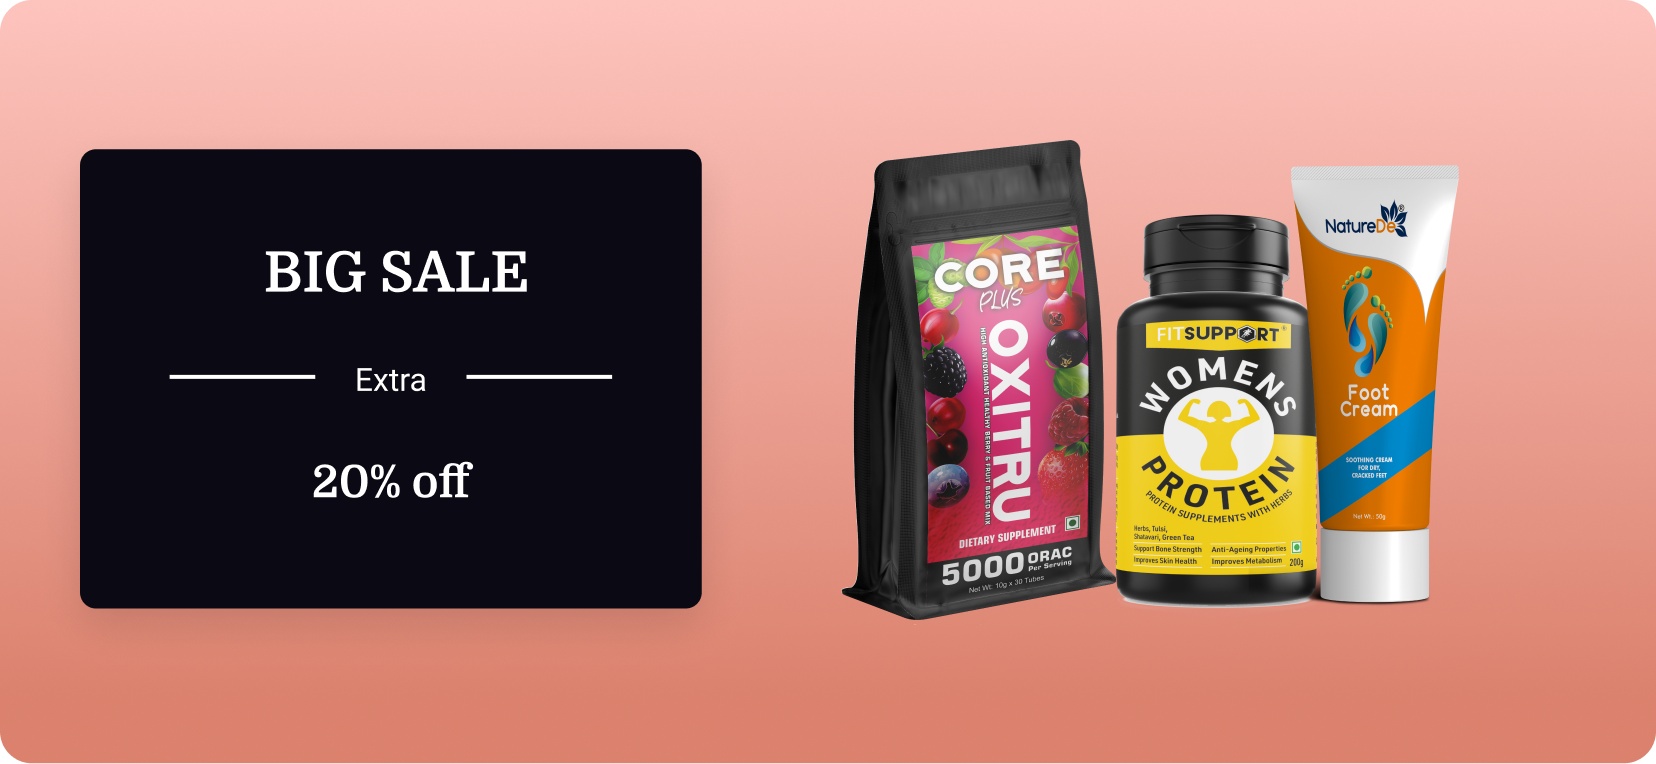 BIG SALE
Extra
20% off
CORE
PLUS
OXITRU
HIGH ANTIOXIDANT HEALTHY BERRY & FRUIT BASED MIX
DIETARY SUPPLEMENT
5000 ORAC
Per Serving
Net Wt: 10g x 30 Tubes
FITSUPPORT®
WOMENS
PROTEIN
PROTEIN SUPPLEMENTS WITH HERBS
Herbs, Tulsi,
Shatavari, Green Tea
Support Bone Strength
Anti-Ageing Properties
Improves Skin Health
Improves Metabolism
200g
NatureDe®
Foot
Cream
SOOTHING CREAM
FOR DRY,
CRACKED FEET
Net Wt.: 50g